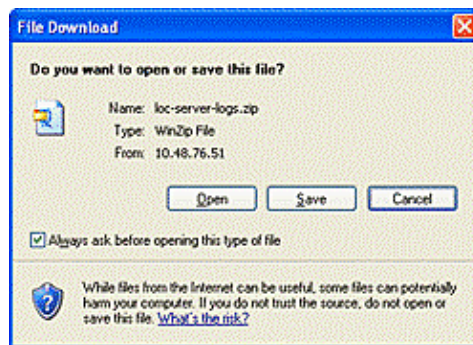 File Download
Do you want to open or save this file?
Name: loc-server-logs.zip
Type: WinZip File
From: 10.48.76.51
Open Save Cancel
Always ask before opening this type of file
While files from the Internet can be useful, some files can potentially
harm your computer. If you do not trust the source, do not open or
save this file. What's the risk?